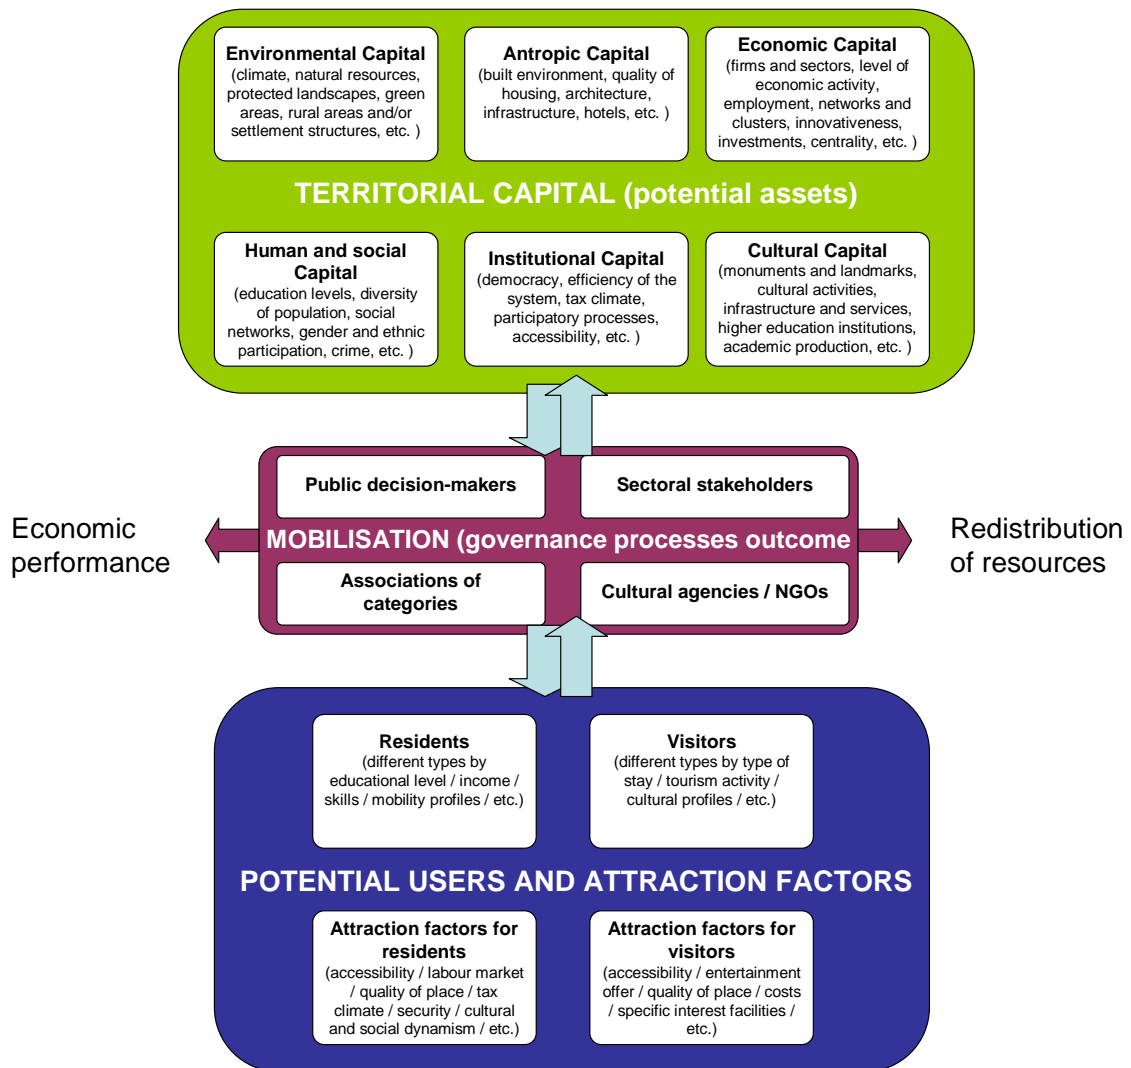 Environmental Capital
(climate, natural resources,
protected landscapes, green
areas, rural areas and/or
settlement structures, etc. )
Antropic Capital
(built environment, quality of
housing, architecture,
infrastructure, hotels, etc. )
Economic Capital
(firms and sectors, level of
economic activity,
employment, networks and
clusters, innovativeness,
investments, centrality, etc. )
TERRITORIAL CAPITAL (potential assets)
Human and social
Capital
(education levels, diversity
of population, social
networks, gender and ethnic
participation, crime, etc. )
Institutional Capital
(democracy, efficiency of the
system, tax climate,
participatory processes,
accessibility, etc. )
Cultural Capital
(monuments and landmarks,
cultural activities,
infrastructure and services,
higher education institutions,
academic production, etc. )
Public decision-makers
Sectoral stakeholders
Economic
performance
MOBILISATION (governance processes outcome
Redistribution
of resources
Associations of
categories
Cultural agencies / NGOs
Residents
(different types by
educational level / income /
skills / mobility profiles / etc.)
Visitors
(different types by type of
stay / tourism activity /
cultural profiles / etc.)
POTENTIAL USERS AND ATTRACTION FACTORS
Attraction factors for
residents
(accessibility / labour market
/ quality of place / tax
climate / security / cultural
and social dynamism / etc.)
Attraction factors for
visitors
(accessibility / entertainment
offer / quality of place / costs
/ specific interest facilities /
etc.)